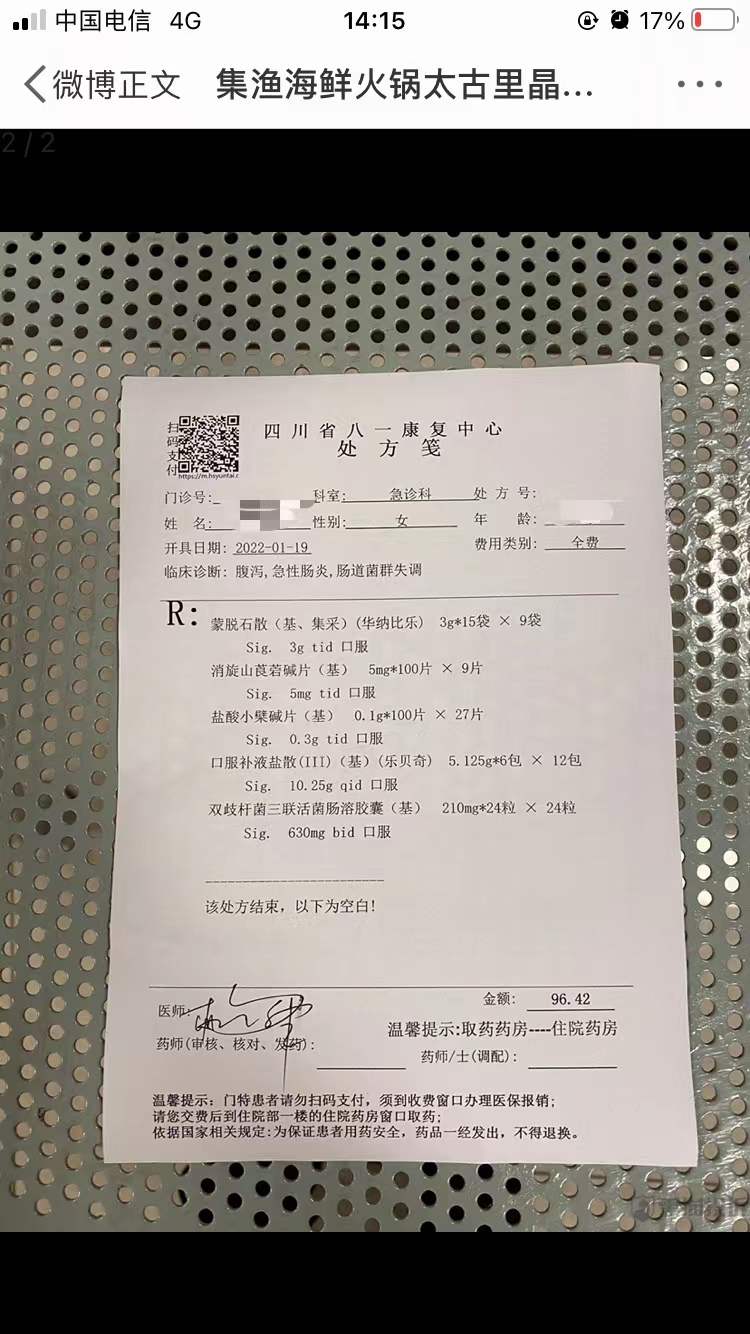 中国电信 4G 14:15 17%
微博正文 集渔海鲜火锅太古里晶...
2 / 2
扫码支付
四川省八一康复中心
处方笺
https://m.hsyuntai.c
门诊号: 科室: 急诊科 处方号:
姓 名: 性别: 女 年 龄:
开具日期: 2022-01-19 费用类别: 全费
临床诊断: 腹泻,急性肠炎,肠道菌群失调
R:
蒙脱石散（基、集采）(华纳比乐) 3g*15袋 × 9袋
Sig. 3g tid 口服
消旋山莨菪碱片（基） 5mg*100片 × 9片
Sig. 5mg tid 口服
盐酸小檗碱片（基） 0.1g*100片 × 27片
Sig. 0.3g tid 口服
口服补液盐散(III)（基）(乐贝奇) 5.125g*6包 × 12包
Sig. 10.25g qid 口服
双歧杆菌三联活菌肠溶胶囊（基） 210mg*24粒 × 24粒
Sig. 630mg bid 口服
该处方结束，以下为空白!
医师: 金额: 96.42
温馨提示:取药药房----住院药房
药师(审核、核对、发药): 药师/士(调配):
温馨提示：门特患者请勿扫码支付，须到收费窗口办理医保报销;
请您交费后到住院部一楼的住院药房窗口取药;
依据国家相关规定:为保证患者用药安全，药品一经发出，不得退换。